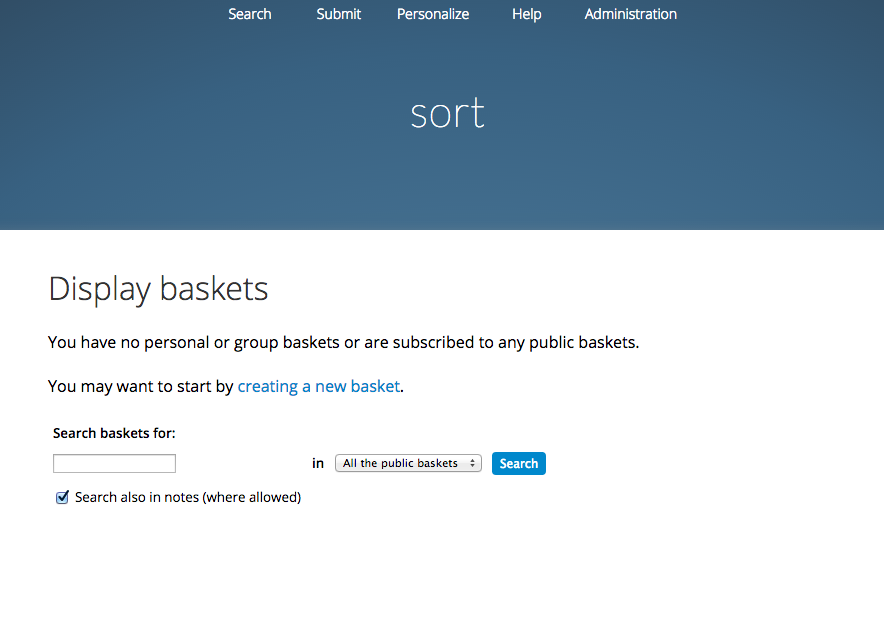 Search Submit Personalize Help Administration
sort
Display baskets
You have no personal or group baskets or are subscribed to any public baskets.
You may want to start by creating a new basket.
Search baskets for:
in All the public baskets Search
Search also in notes (where allowed)